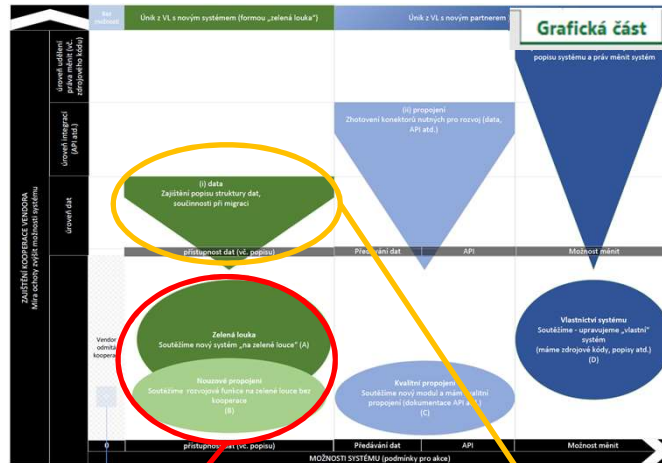 Bez
možností
Únik z VL s novým systémem (formou „zelená louka")
Únik z VL s novým partnerem
Grafická část
popisu systému a práv měnit systém
úroveň udělení
práva měnit (vč.
zdrojového kódu)
úroveň integrací
(API atd.)
úroveň dat
ZAJIŠTĚNÍ KOOPERACE VENDORA
Míra ochoty zvýšit možnosti systému
(ii) propojení
Zhotovení konektorů nutných pro rozvoj (data,
API atd.)
(i) data
Zajištění popisu struktury dat,
součinnosti při migraci
přístupnost dat (vč. popisu)
Předávání dat
API
Možnost měnit
Vendor
odmítá
kooperaci
Zelená louka
Soutěžíme nový systém „na zelené louce" (A)
Nouzové propojení
Soutěžíme rozvojové funkce na zelené louce bez
kooperace
(B)
Kvalitní propojení
Soutěžíme nový modul a máme kvalitní
propojení (dokumentace API atd.)
(C)
Vlastnictví systému
Soutěžíme - upravujeme „vlastní"
systém
(máme zdrojové kódy, popisy atd.)
(D)
0
přístupnost dat (vč. popisu)
Předávání dat
API
Možnost měnit
MOŽNOSTI SYSTÉMU (podmínky pro akce)